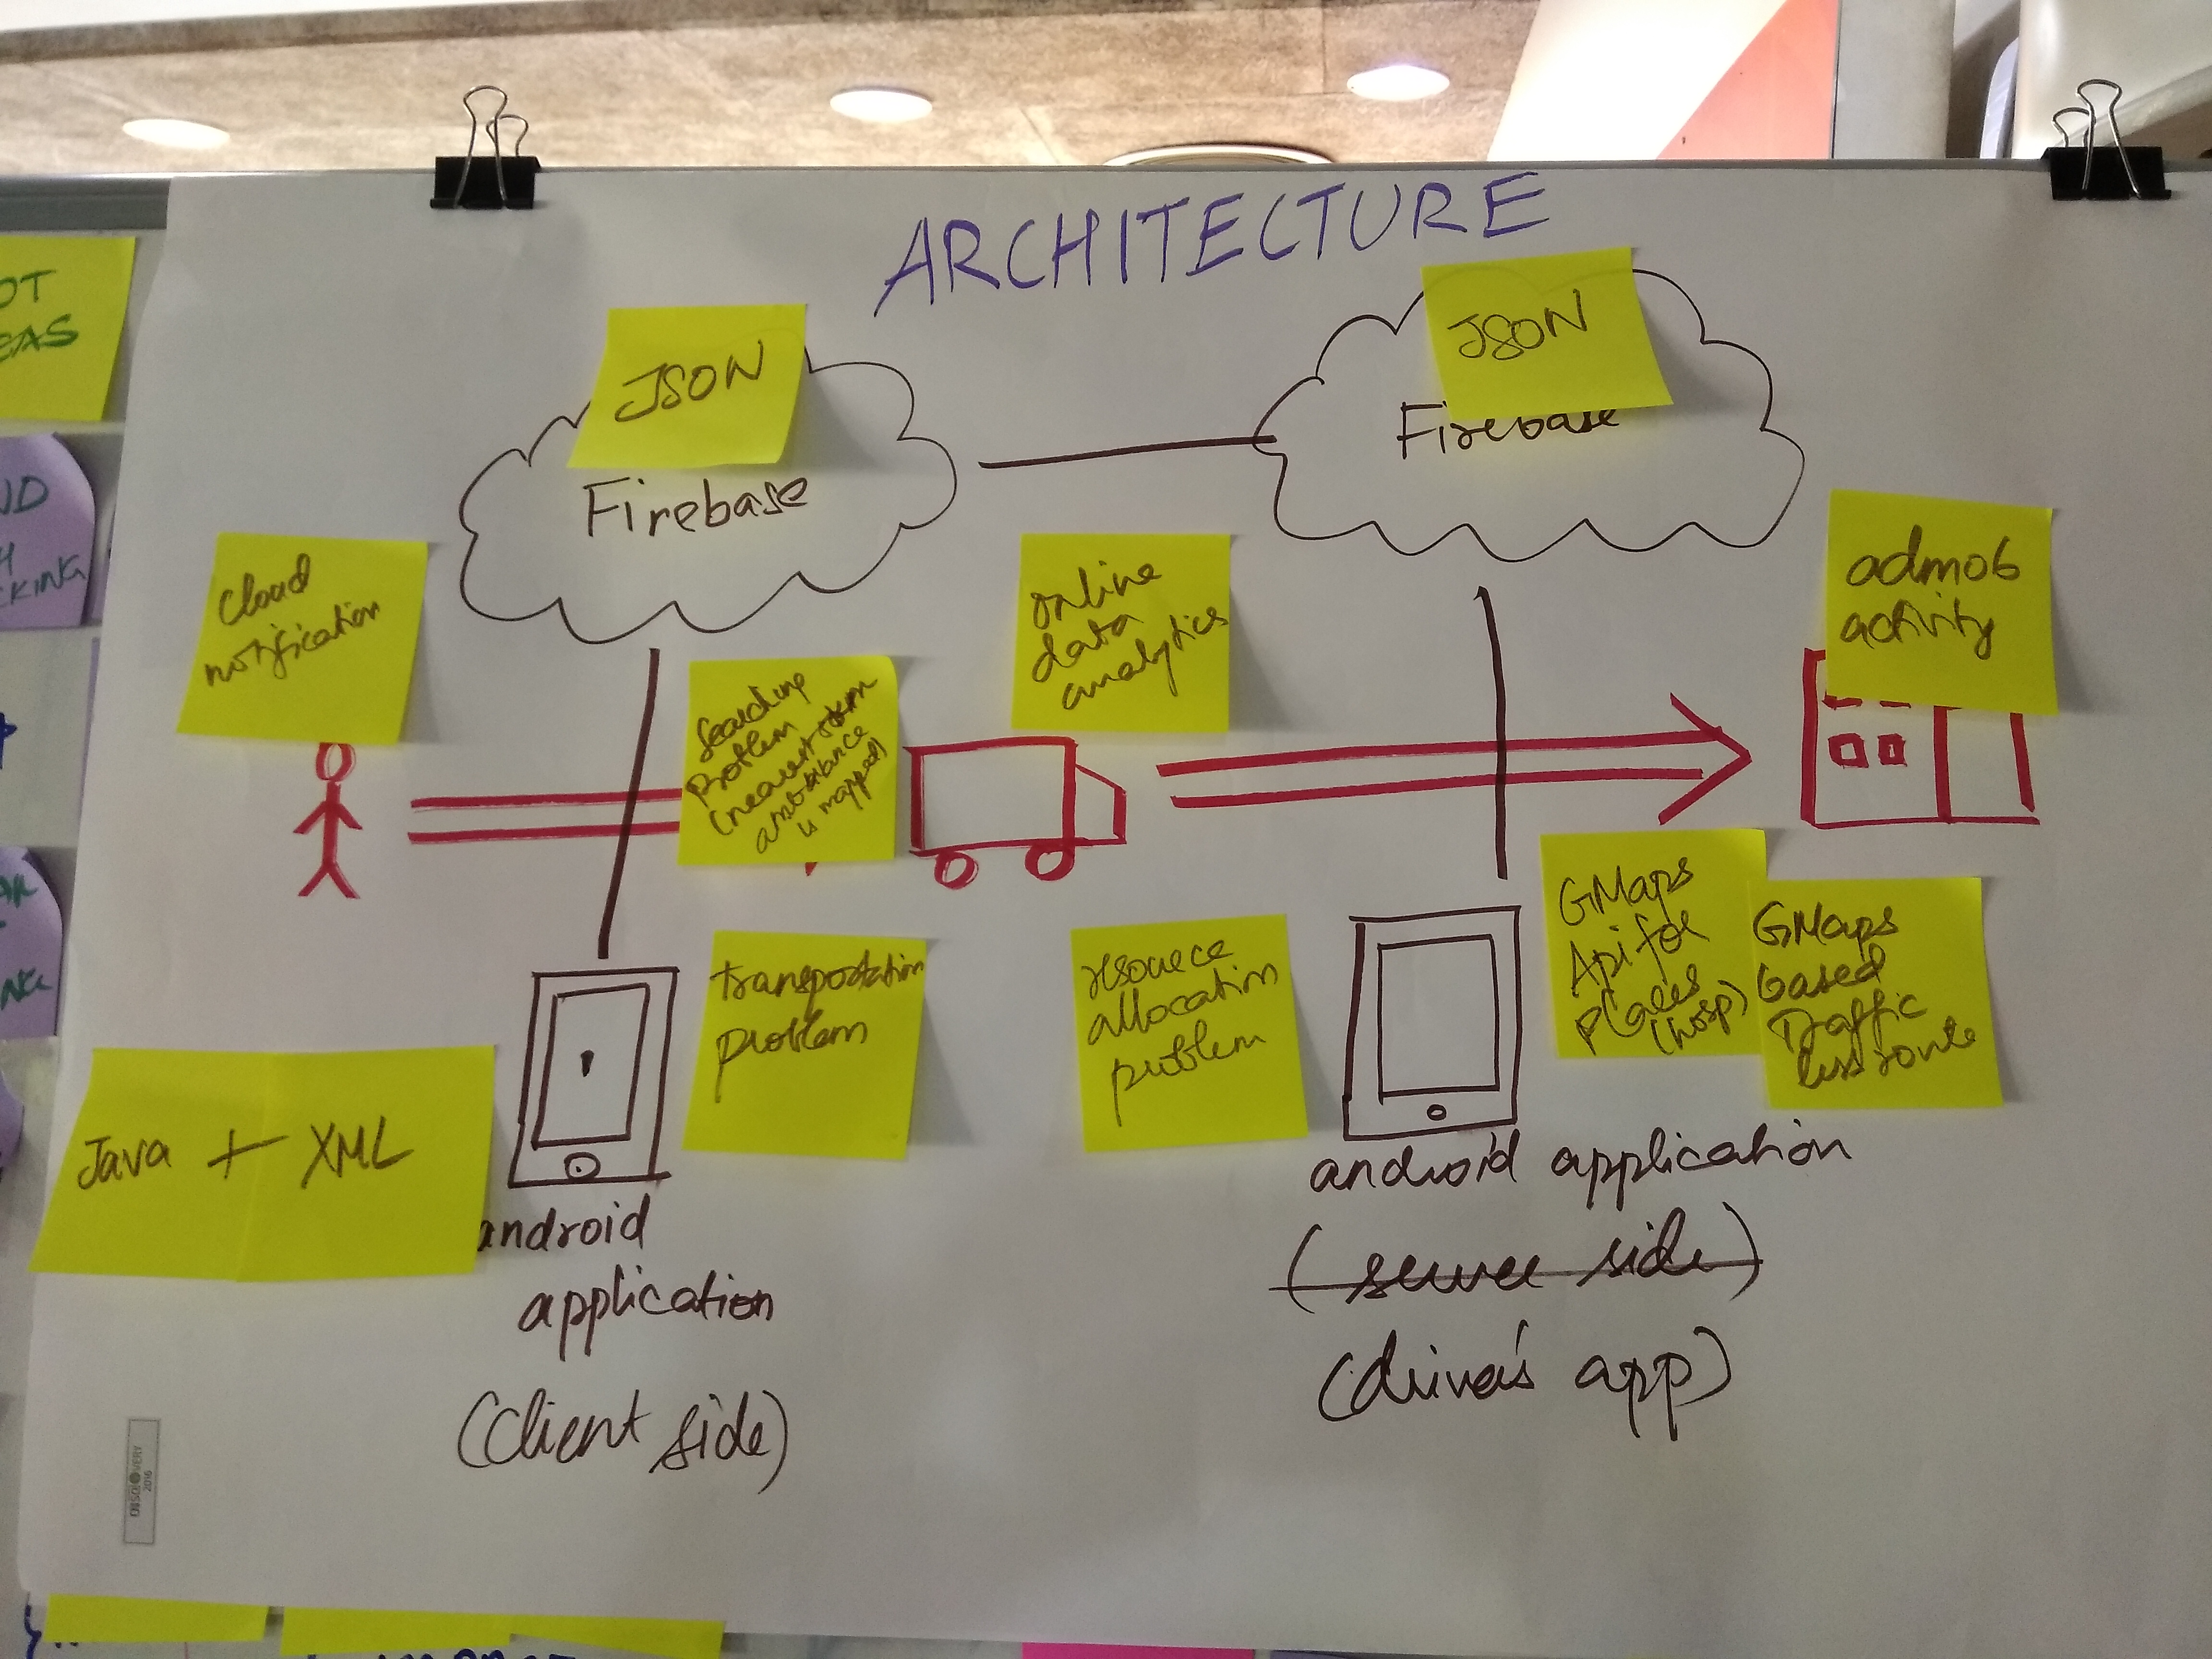 ARCHITECTURE
JSON
Firebase
JSON
Firebase
cloud
notification
Searching
problem
(nearest
ambulance
is mapped)
online
data
analytics
admob
activity
transportation
problem
resource
allocation
problem
GMaps
Api for
places
(hosp)
GMaps
based
Traffic
less route
Java + XML
android
application
(client side)
android application
(server side)
(driver's app)
DISCOVERY
2016
OT
EAS
ND
H
CKING
AR